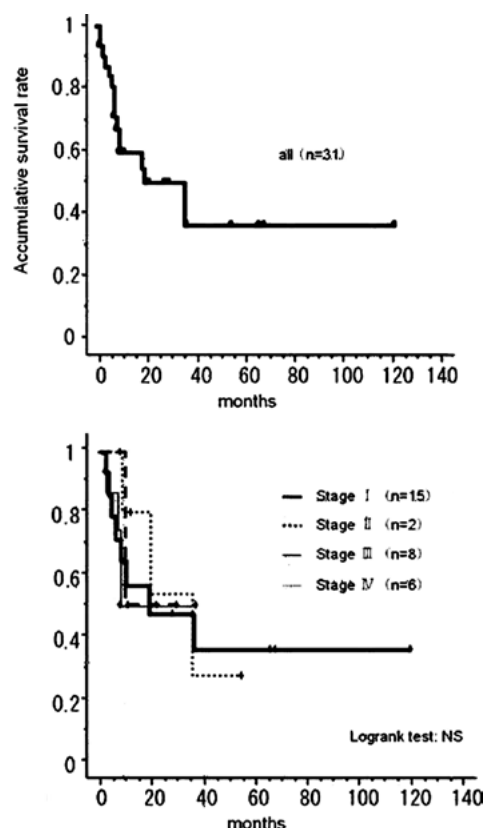 Accumulative survival rate
1
0.8
0.6
0.4
0.2
0
all (n=31)
0 20 40 60 80 100 120 140
months
1
0.8
0.6
0.4
0.2
0
Stage Ⅰ (n=15)
Stage Ⅱ (n=2)
Stage Ⅲ (n=8)
Stage Ⅳ (n=6)
Logrank test: NS
0 20 40 60 80 100 120 140
months